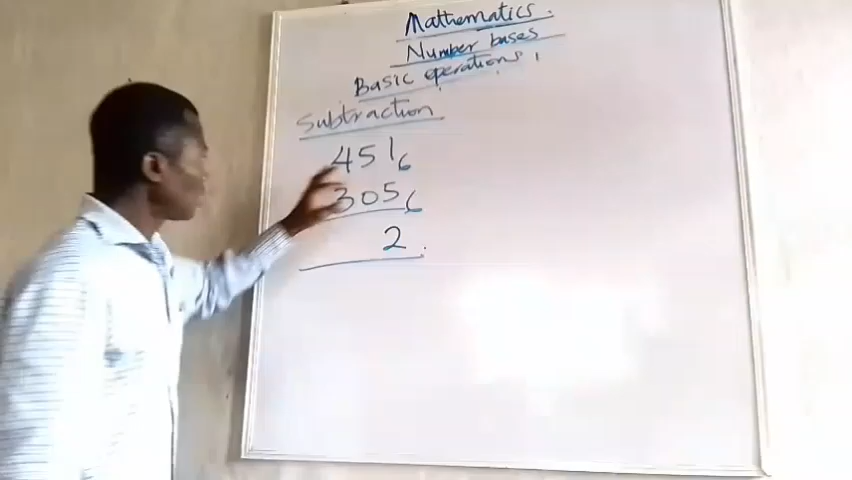 Mathematics.
Number bases
Basic operations,
Subtraction
451₆
305₆
2.